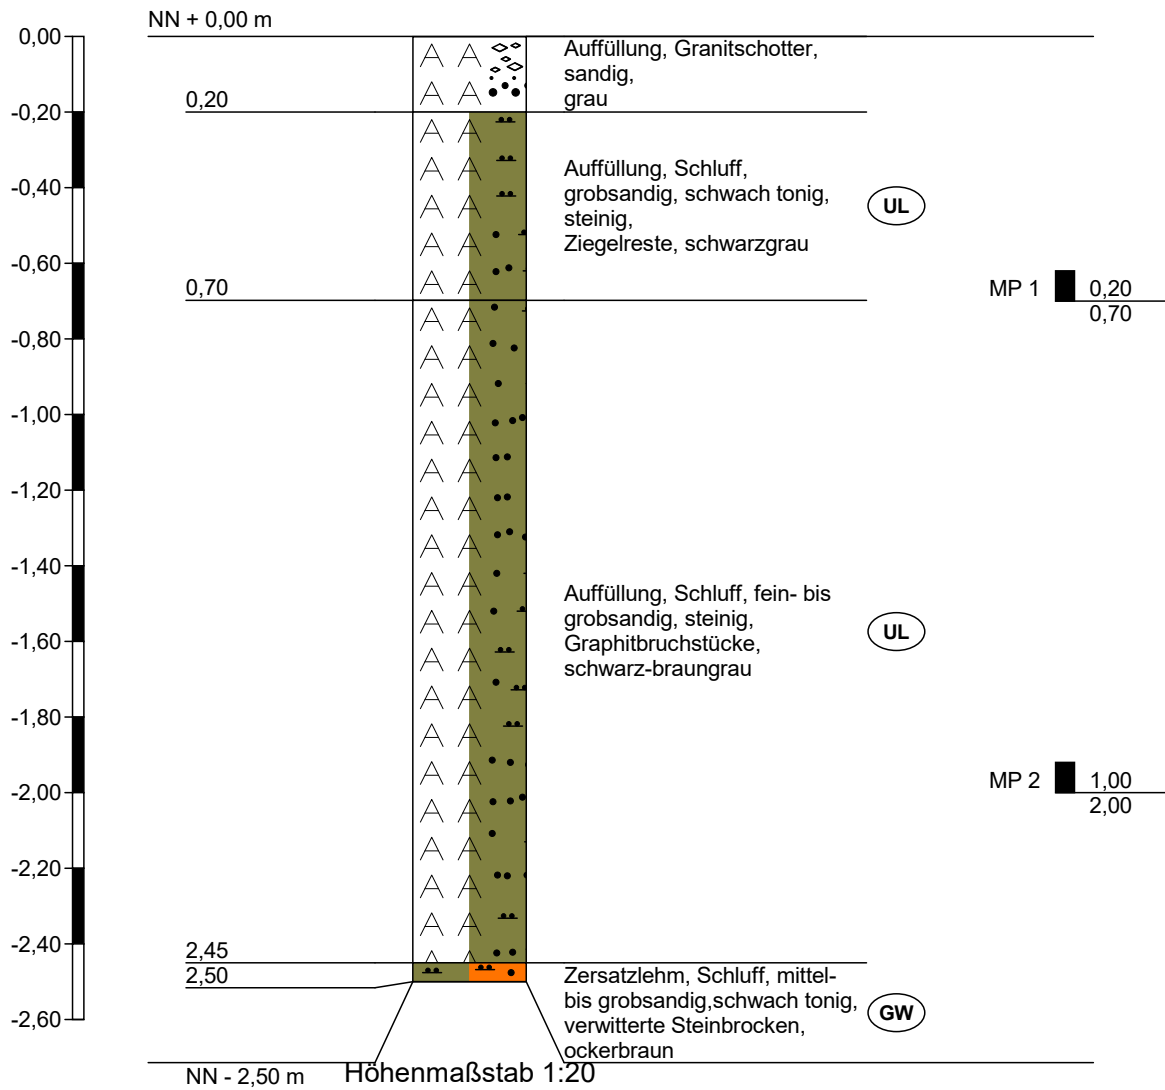 NN + 0,00 m
0,00
-0,20
-0,40
-0,60
-0,80
-1,00
-1,20
-1,40
-1,60
-1,80
-2,00
-2,20
-2,40
-2,60
0,20
0,70
2,45
2,50
Auffüllung, Granitschotter,
sandig,
grau
Auffüllung, Schluff,
grobsandig, schwach tonig,
steinig,
Ziegelreste, schwarzgrau
UL
MP 1 0,20
0,70
Auffüllung, Schluff, fein- bis
grobsandig, steinig,
Graphitbruchstücke,
schwarz-braungrau
UL
MP 2 1,00
2,00
Zersatzlehm, Schluff, mittel-
bis grobsandig,schwach tonig,
verwitterte Steinbrocken,
ockerbraun
GW
NN - 2,50 m
Höhenmaßstab 1:20